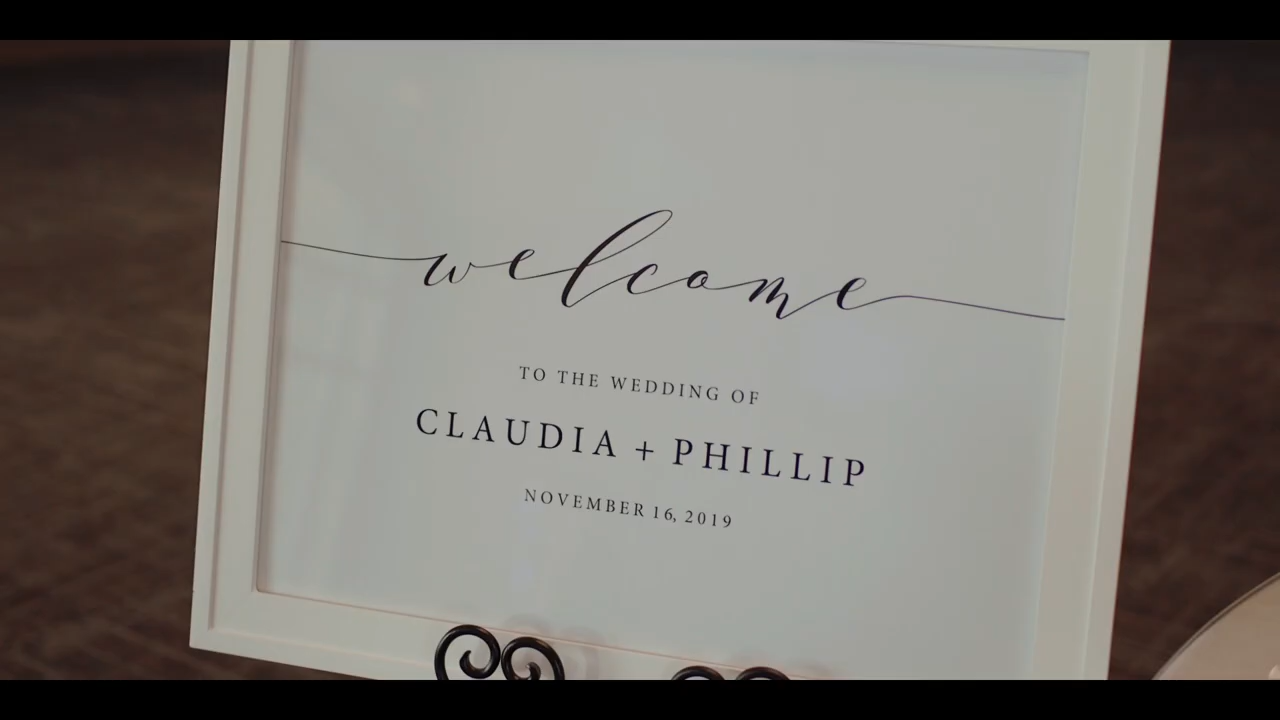 welcome
TO THE WEDDING OF
CLAUDIA + PHILLIP
NOVEMBER 16, 2019